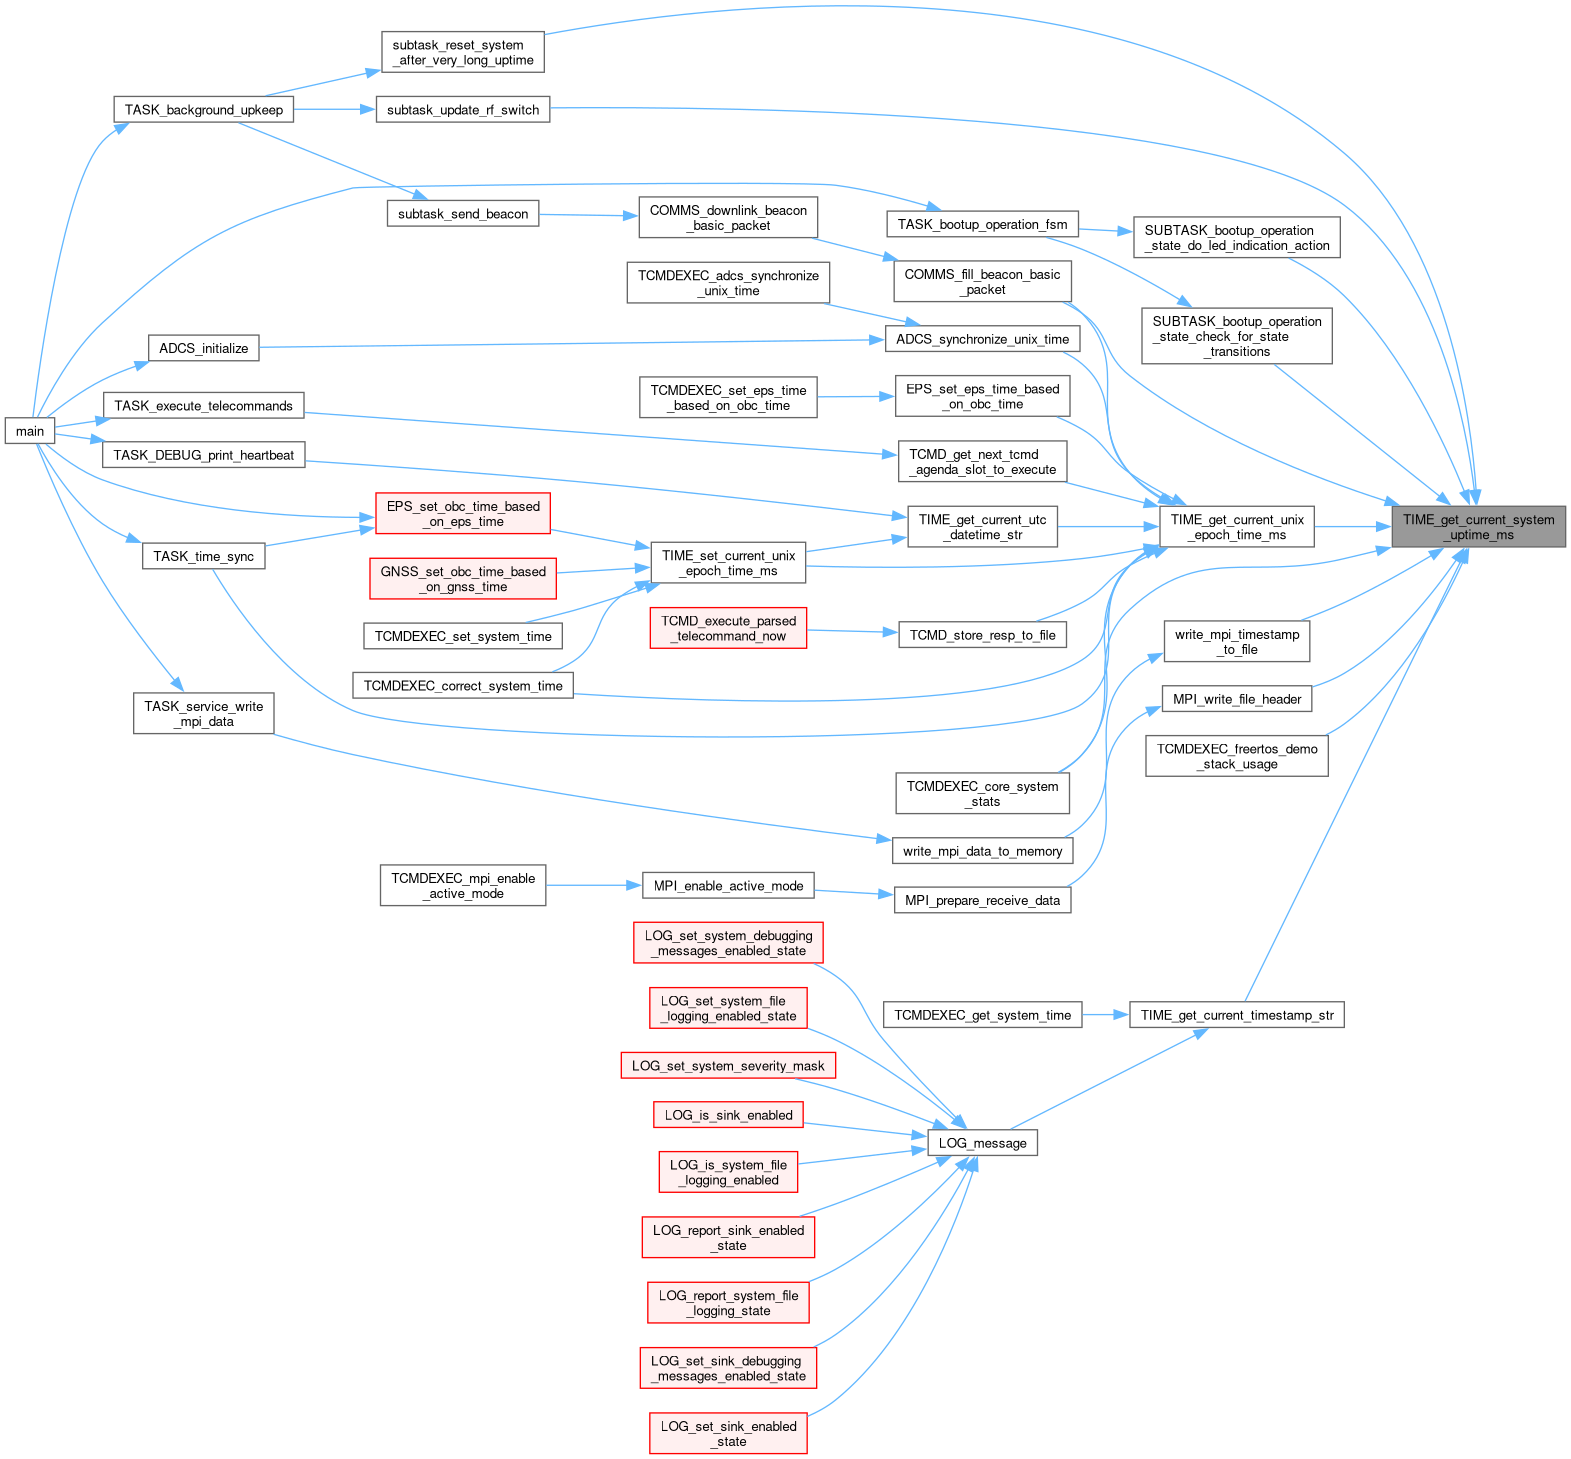 subtask_reset_system
_after_very_long_uptime
TASK_background_upkeep
subtask_update_rf_switch
subtask_send_beacon
COMMS_downlink_beacon
_basic_packet
TASK_bootup_operation_fsm
SUBTASK_bootup_operation
_state_do_led_indication_action
COMMS_fill_beacon_basic
_packet
TCMDEXEC_adcs_synchronize
_unix_time
SUBTASK_bootup_operation
_state_check_for_state
_transitions
ADCS_initialize
ADCS_synchronize_unix_time
TCMDEXEC_set_eps_time
_based_on_obc_time
EPS_set_eps_time_based
_on_obc_time
TASK_execute_telecommands
main
TASK_DEBUG_print_heartbeat
TCMD_get_next_tcmd
_agenda_slot_to_execute
EPS_set_obc_time_based
_on_eps_time
TIME_get_current_utc
_datetime_str
TIME_get_current_unix
_epoch_time_ms
TIME_get_current_system
_uptime_ms
TASK_time_sync
TIME_set_current_unix
_epoch_time_ms
GNSS_set_obc_time_based
_on_gnss_time
TCMDEXEC_set_system_time
TCMD_execute_parsed
_telecommand_now
TCMD_store_resp_to_file
write_mpi_timestamp
_to_file
TCMDEXEC_correct_system_time
MPI_write_file_header
TASK_service_write
_mpi_data
TCMDEXEC_freertos_demo
_stack_usage
TCMDEXEC_core_system
_stats
write_mpi_data_to_memory
TCMDEXEC_mpi_enable
_active_mode
MPI_enable_active_mode
MPI_prepare_receive_data
LOG_set_system_debugging
_messages_enabled_state
LOG_set_system_file
_logging_enabled_state
TCMDEXEC_get_system_time
TIME_get_current_timestamp_str
LOG_set_system_severity_mask
LOG_is_sink_enabled
LOG_message
LOG_is_system_file
_logging_enabled
LOG_report_sink_enabled
_state
LOG_report_system_file
_logging_state
LOG_set_sink_debugging
_messages_enabled_state
LOG_set_sink_enabled
_state